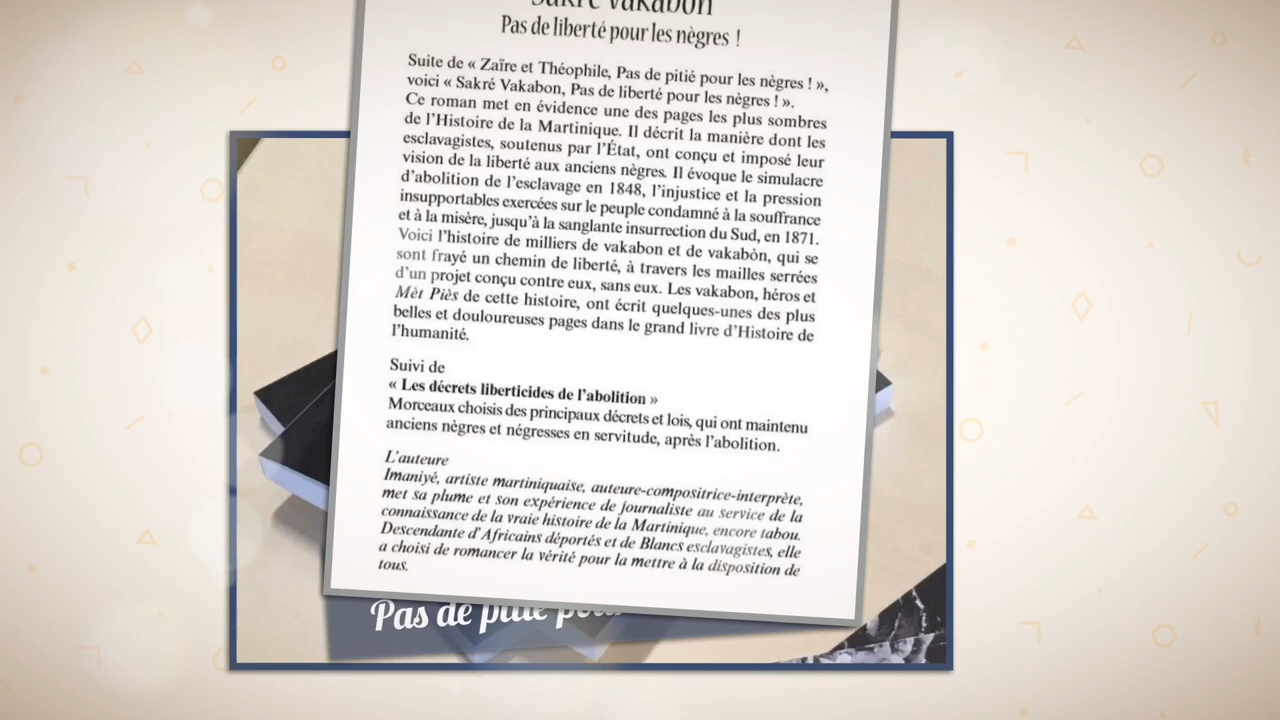 Sakré Vakabon
Pas de liberté pour les nègres !
Suite de « Zaïre et Théophile, Pas de pitié pour les nègres ! »,
voici « Sakré Vakabon, Pas de liberté pour les nègres ! ».
Ce roman met en évidence une des pages les plus sombres
de l’Histoire de la Martinique. Il décrit la manière dont les
esclavagistes, soutenus par l’État, ont conçu et imposé leur
vision de la liberté aux anciens nègres. Il évoque le simulacre
d’abolition de l’esclavage en 1848, l’injustice et la pression
insupportables exercées sur le peuple condamné à la souffrance
et à la misère, jusqu’à la sanglante insurrection du Sud, en 1871.
Voici l’histoire de milliers de vakabon et de vakabòn, qui se
sont frayé un chemin de liberté, à travers les mailles serrées
d’un projet conçu contre eux, sans eux. Les vakabon, héros et
Mèt Piès de cette histoire, ont écrit quelques-unes des plus
belles et douloureuses pages dans le grand livre d’Histoire de
l’humanité.
Suivi de
« Les décrets liberticides de l’abolition »
Morceaux choisis des principaux décrets et lois, qui ont maintenu
anciens nègres et négresses en servitude, après l’abolition.
L’auteure
Imaniyé, artiste martiniquaise, auteure-compositrice-interprète,
met sa plume et son expérience de journaliste au service de la
connaissance de la vraie histoire de la Martinique, encore tabou.
Descendante d’Africains déportés et de Blancs esclavagistes, elle
a choisi de romancer la vérité pour la mettre à la disposition de
tous.
Pas de pitié pour